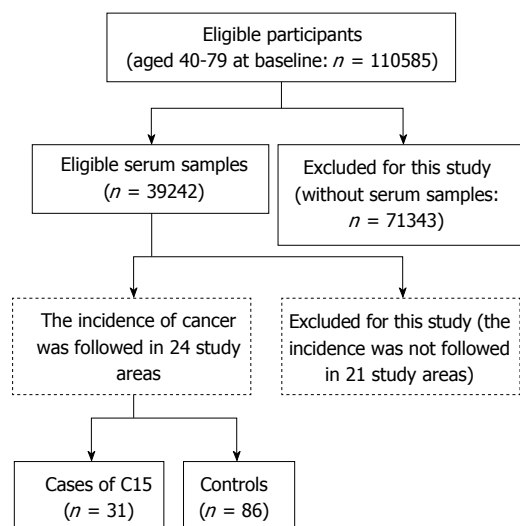 Eligible participants
(aged 40-79 at baseline: n = 110585)
Eligible serum samples
(n = 39242)
Excluded for this study
(without serum samples:
n = 71343)
The incidence of cancer
was followed in 24 study
areas
Excluded for this study (the
incidence was not followed
in 21 study areas)
Cases of C15
(n = 31)
Controls
(n = 86)